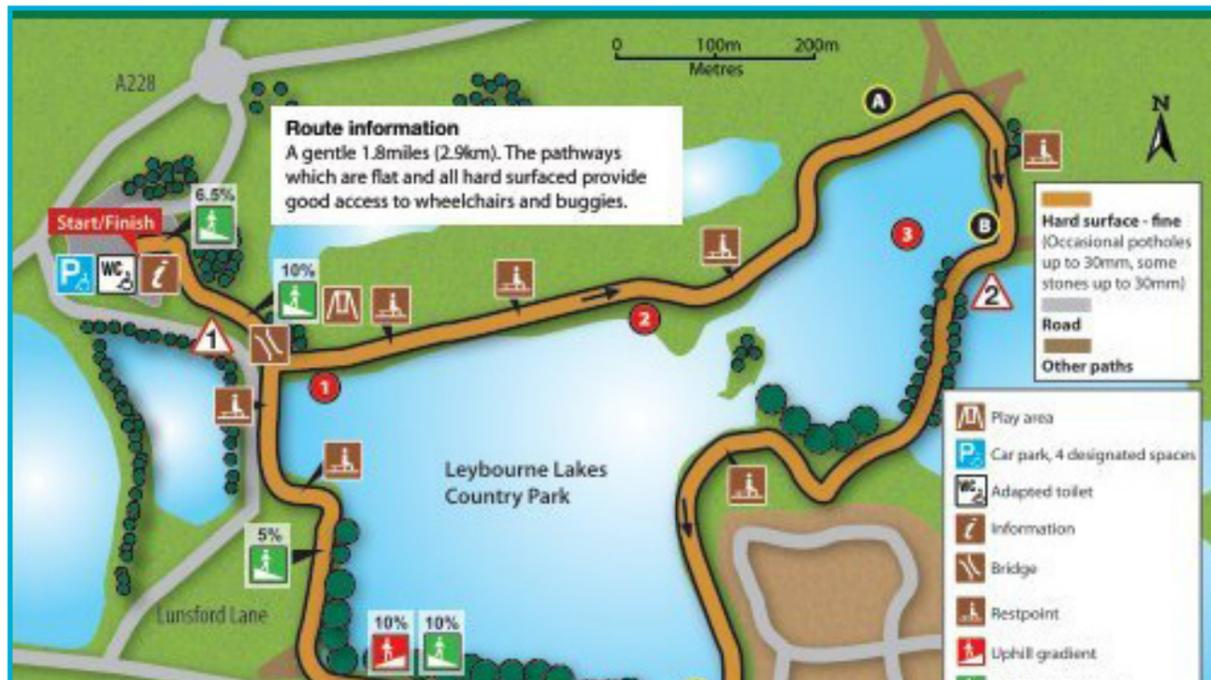 0 100m 200m
Metres
A228
N
Route information
A gentle 1.8miles (2.9km). The pathways
which are flat and all hard surfaced provide
good access to wheelchairs and buggies.
A
6.5%
Start/Finish
P
WC
i
10%
B
3
Hard surface - fine
(Occasional potholes
up to 30mm, some
stones up to 30mm)
Road
Other paths
2
2
1
1
Leybourne Lakes
Country Park
5%
Lunsford Lane
10% 10%
Play area
P
Car park, 4 designated spaces
WC
Adapted toilet
i
Information
Bridge
Restpoint
Uphill gradient